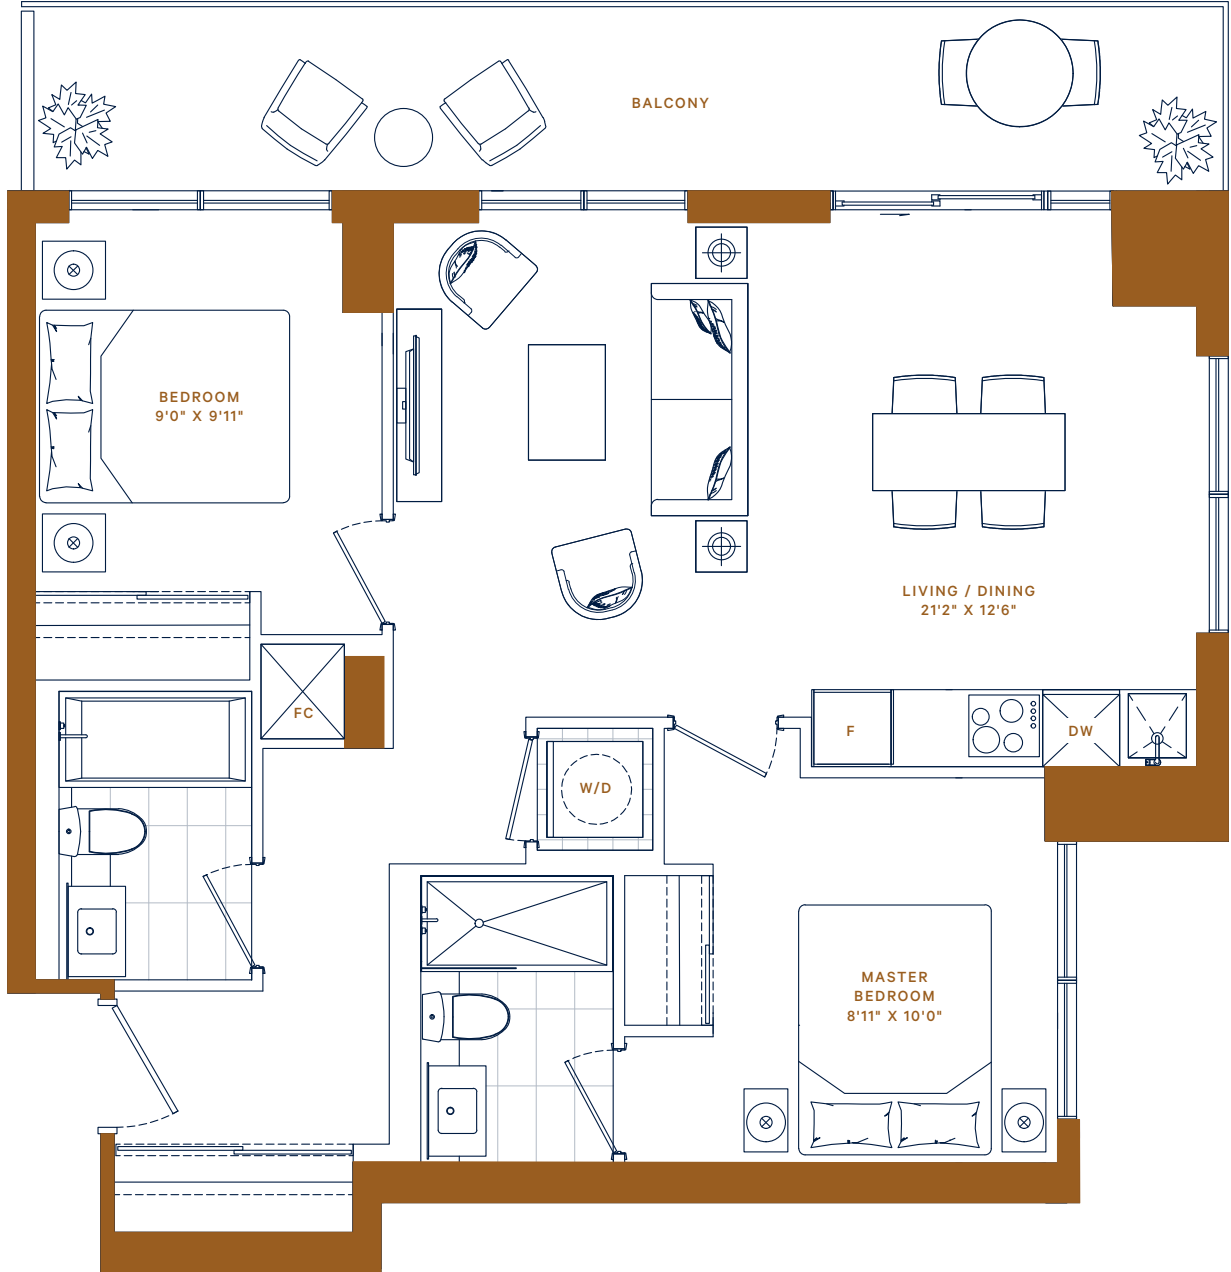 BALCONY
BEDROOM
9'0" X 9'11"
LIVING / DINING
21'2" X 12'6"
FC
F
DW
W/D
MASTER
BEDROOM
8'11" X 10'0"